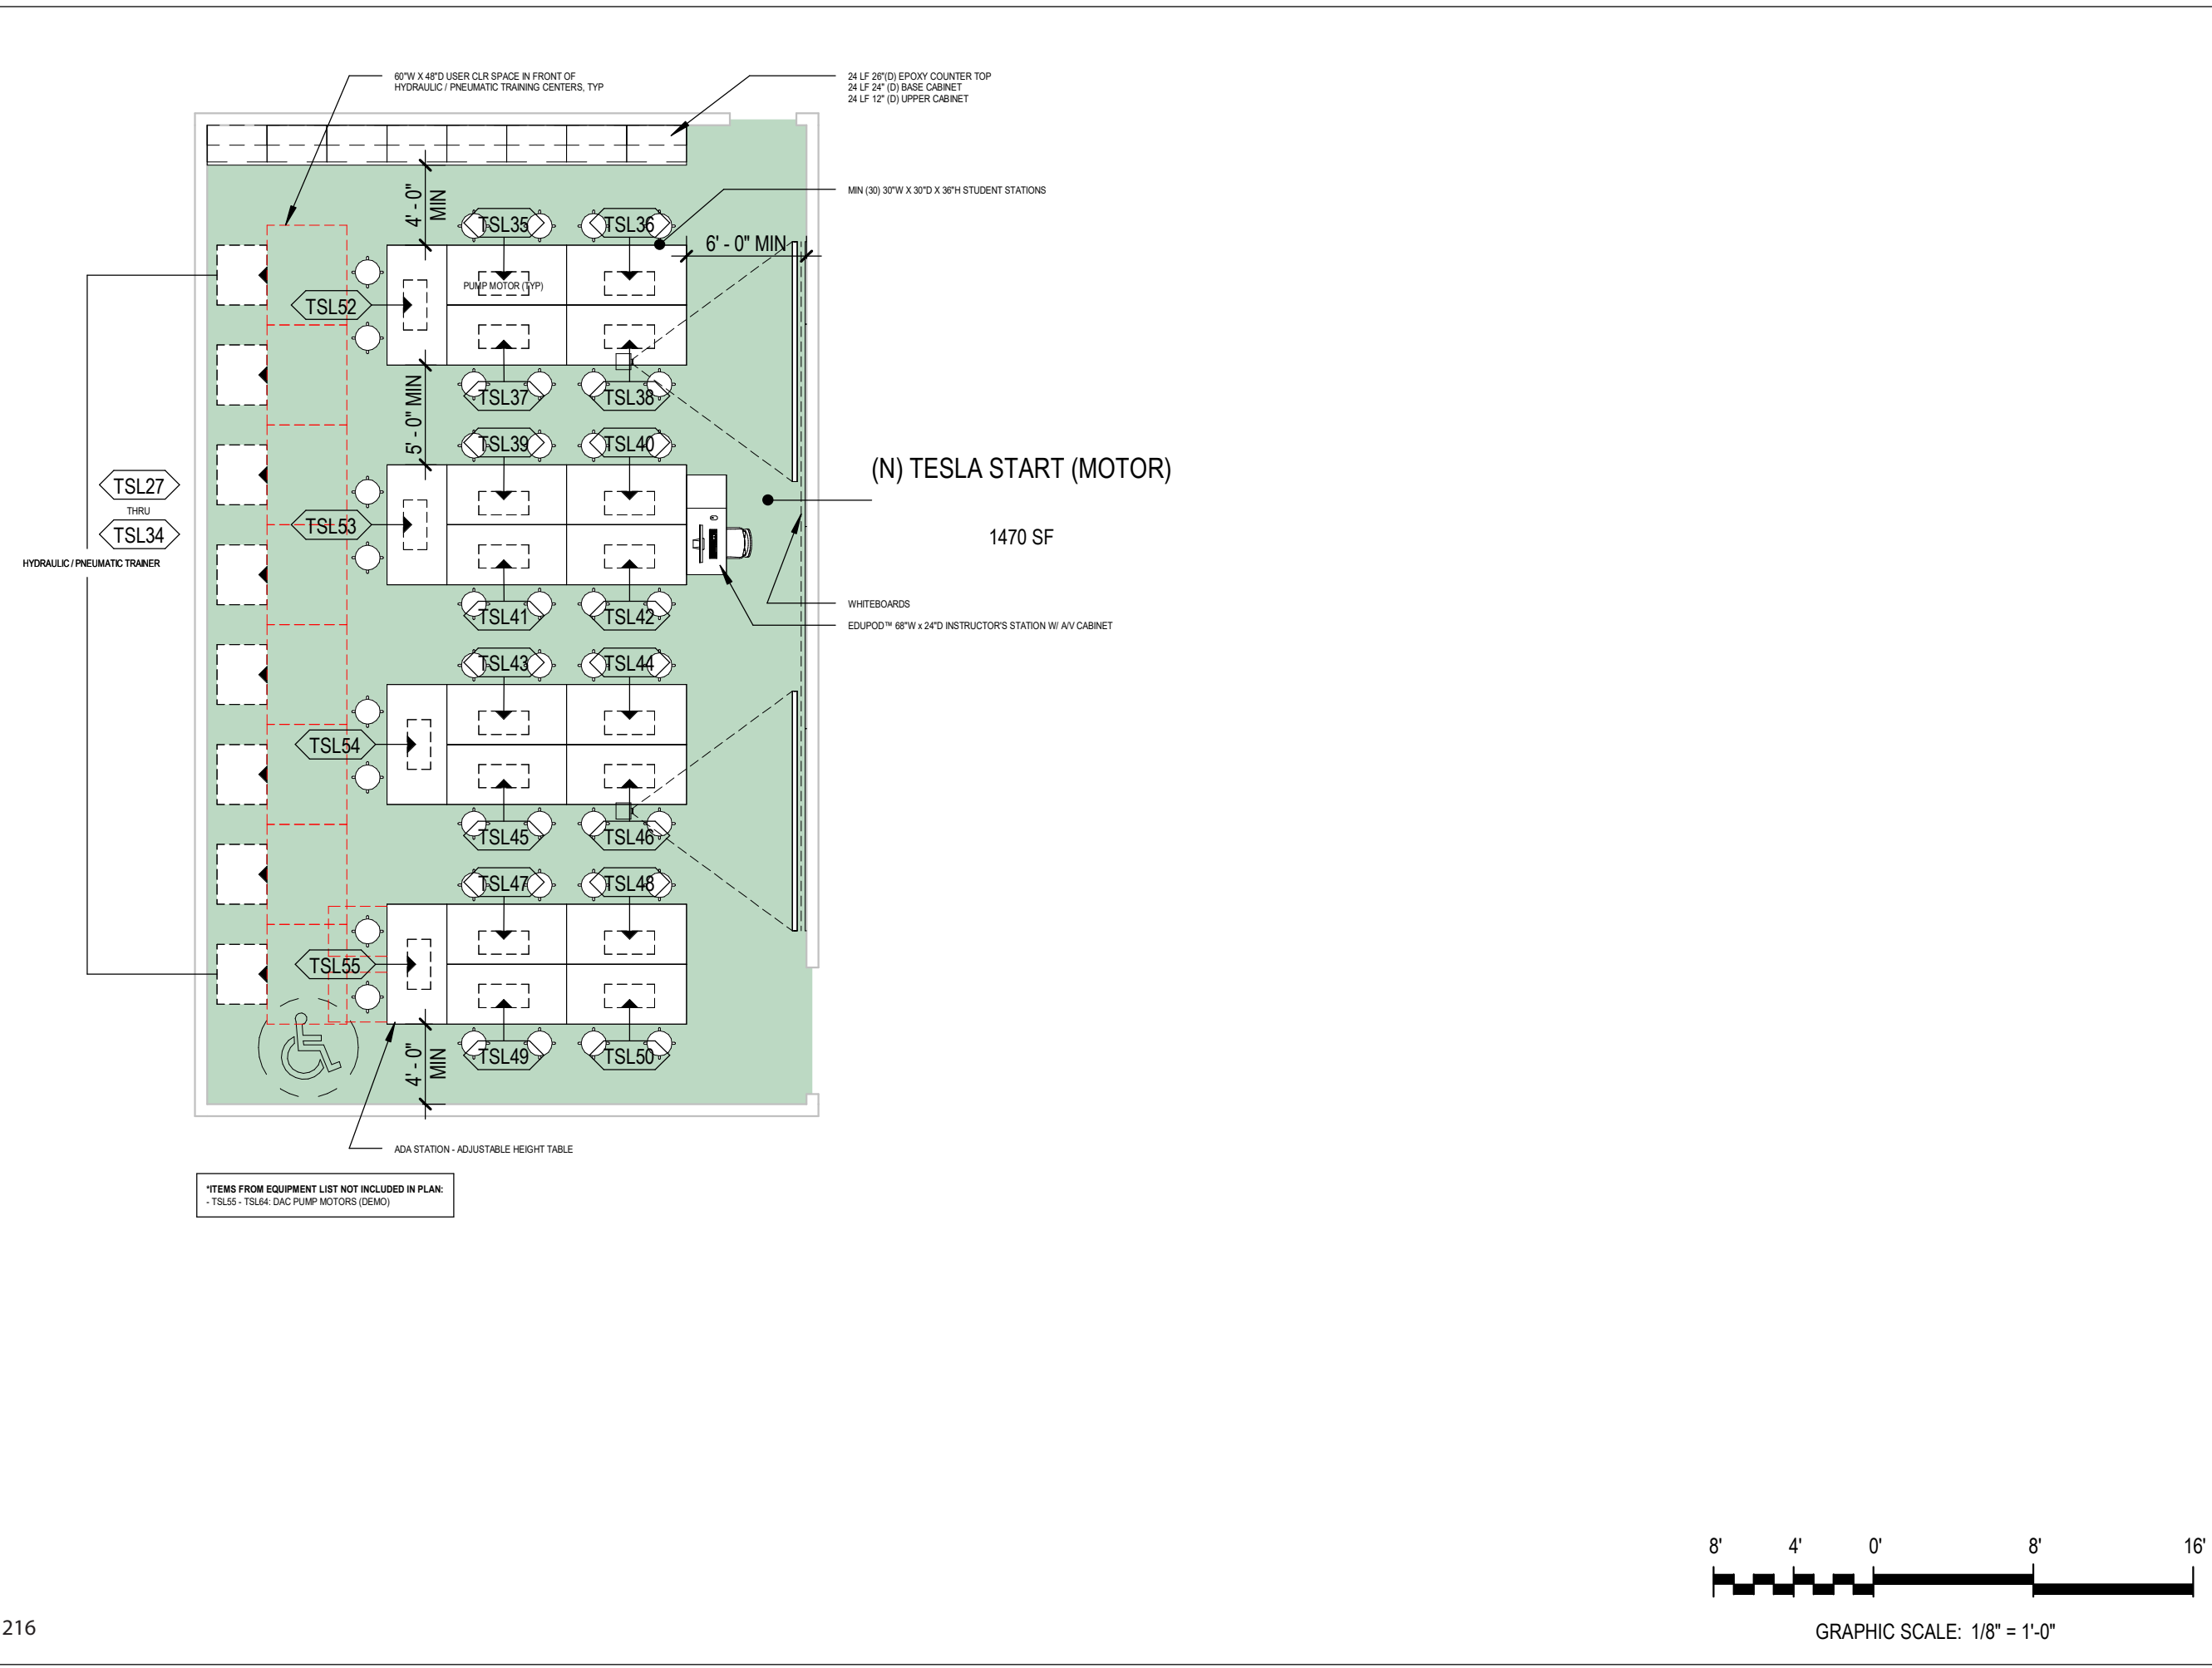 60"W X 48"D USER CLR SPACE IN FRONT OF
HYDRAULIC / PNEUMATIC TRAINING CENTERS, TYP
24 LF 26"(D) EPOXY COUNTER TOP
24 LF 24" (D) BASE CABINET
24 LF 12" (D) UPPER CABINET
4' - 0"
MIN
MIN (30) 30"W X 30"D X 36"H STUDENT STATIONS
TSL35
TSL36
6' - 0" MIN
PUMP MOTOR (TYP)
TSL52
TSL37
TSL38
5' - 0" MIN
TSL39
TSL40
(N) TESLA START (MOTOR)
1470 SF
TSL27
THRU
TSL34
HYDRAULIC / PNEUMATIC TRAINER
TSL53
TSL41
TSL42
WHITEBOARDS
EDUPOD™ 68"W x 24"D INSTRUCTOR'S STATION W/ A/V CABINET
TSL43
TSL44
TSL54
TSL45
TSL46
TSL47
TSL48
TSL55
TSL49
TSL50
4' - 0"
MIN
ADA STATION - ADJUSTABLE HEIGHT TABLE
*ITEMS FROM EQUIPMENT LIST NOT INCLUDED IN PLAN:
- TSL55 - TSL64: DAC PUMP MOTORS (DEMO)
8' 4' 0' 8' 16'
GRAPHIC SCALE: 1/8" = 1'-0"
216